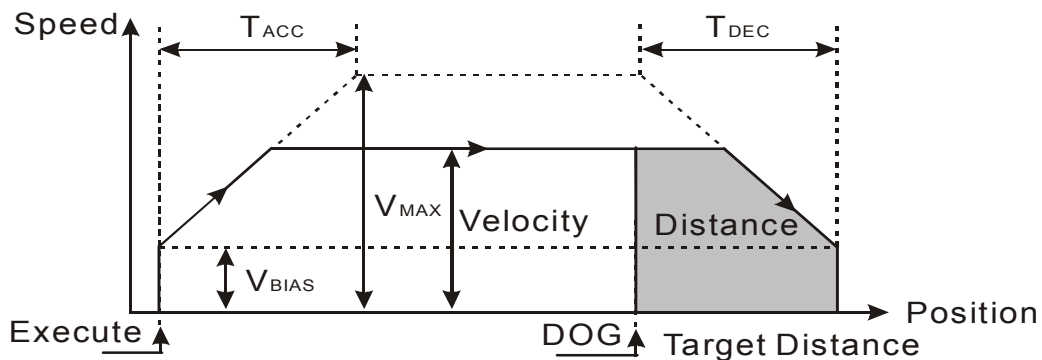 Speed
TACC
TDEC
VMAX
Velocity
Distance
VBIAS
Position
Execute
DOG
Target Distance